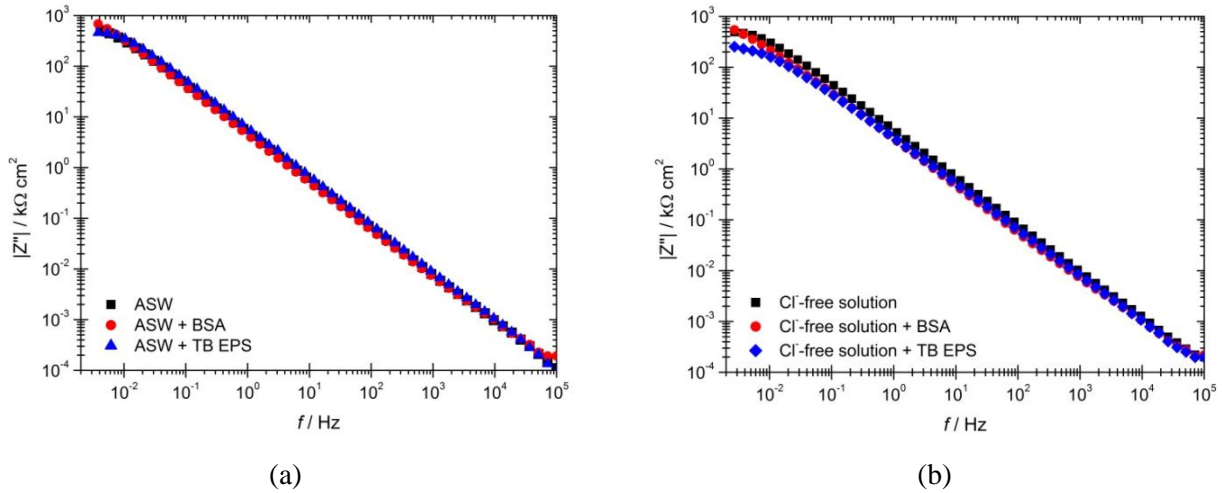 10³
10²
10¹
10⁰
10⁻¹
10⁻²
10⁻³
10⁻⁴
|Z"| / kΩ cm²
ASW
ASW + BSA
ASW + TB EPS
10⁻² 10⁻¹ 10⁰ 10¹ 10² 10³ 10⁴ 10⁵
f / Hz
(a)
10³
10²
10¹
10⁰
10⁻¹
10⁻²
10⁻³
10⁻⁴
|Z"| / kΩ cm²
Cl⁻-free solution
Cl⁻-free solution + BSA
Cl⁻-free solution + TB EPS
10⁻² 10⁻¹ 10⁰ 10¹ 10² 10³ 10⁴ 10⁵
f / Hz
(b)